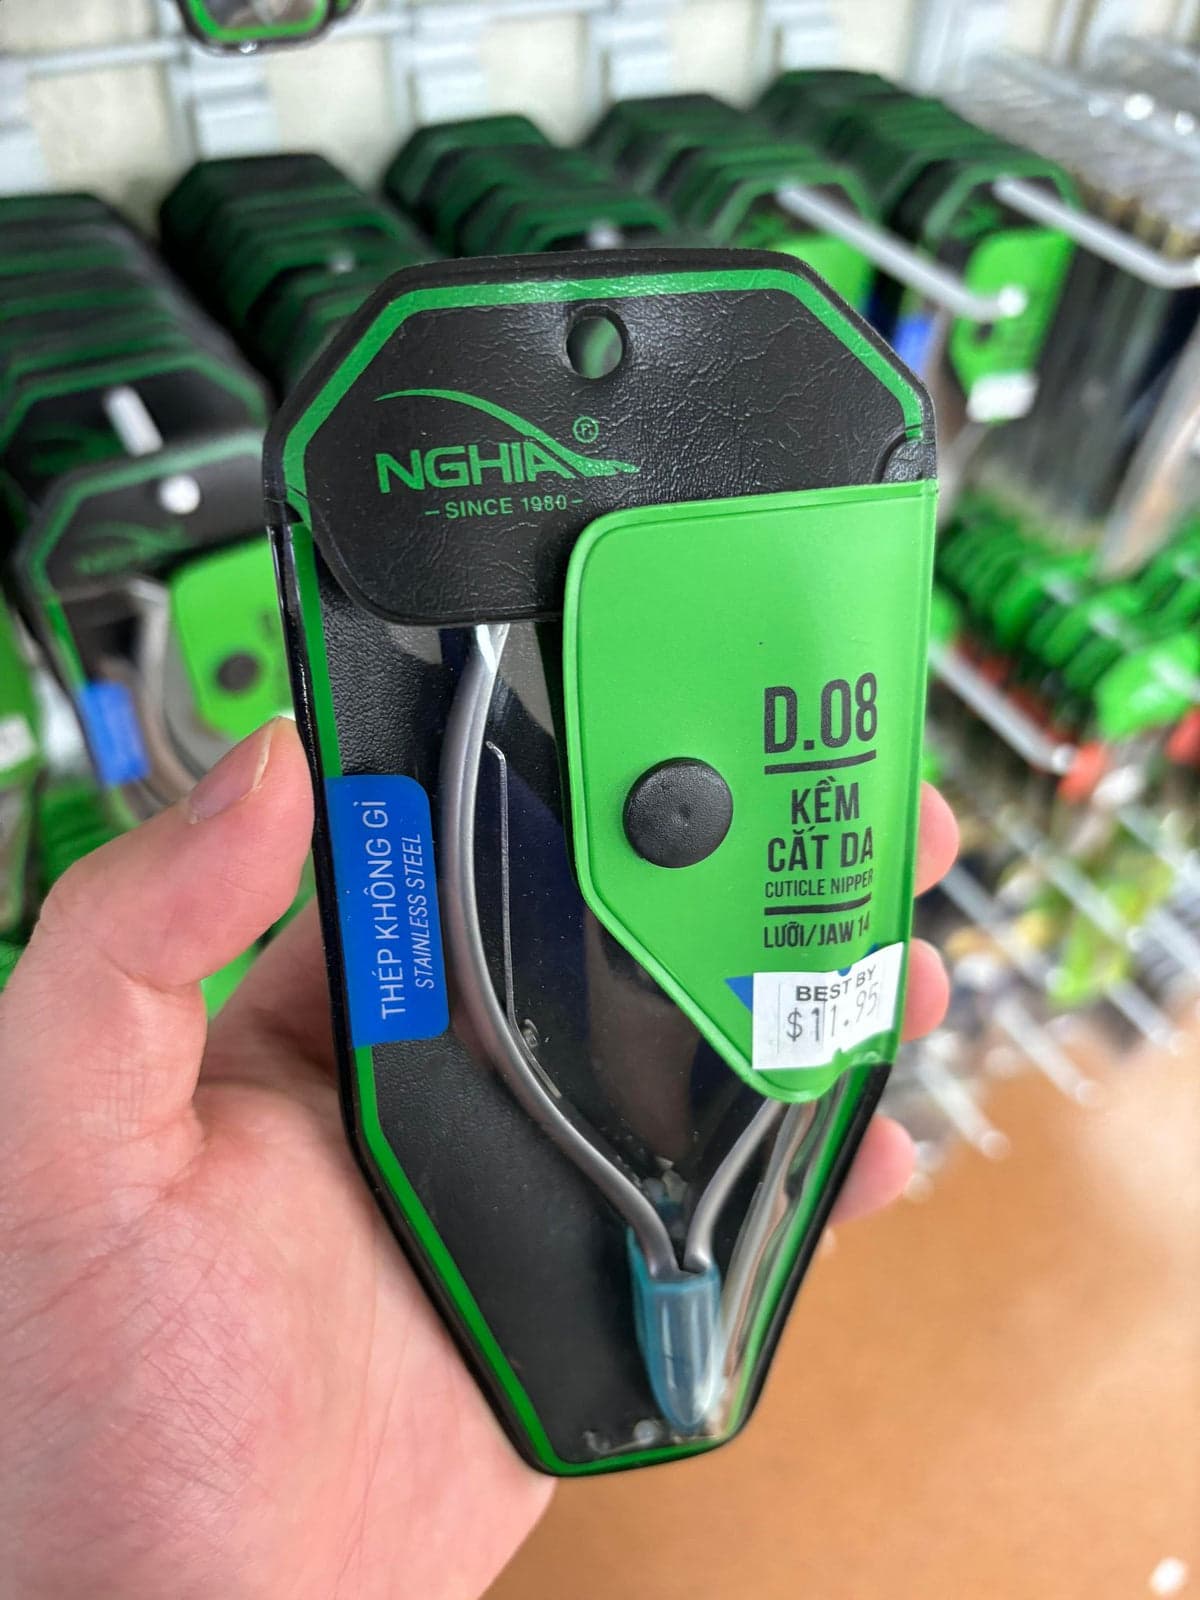 NGHIA®
– SINCE 1980 –
D.08
KỀM
CẮT DA
CUTICLE NIPPER
LƯỠI/JAW 14
THÉP KHÔNG GỈ
STAINLESS STEEL
BEST BY
$11.95